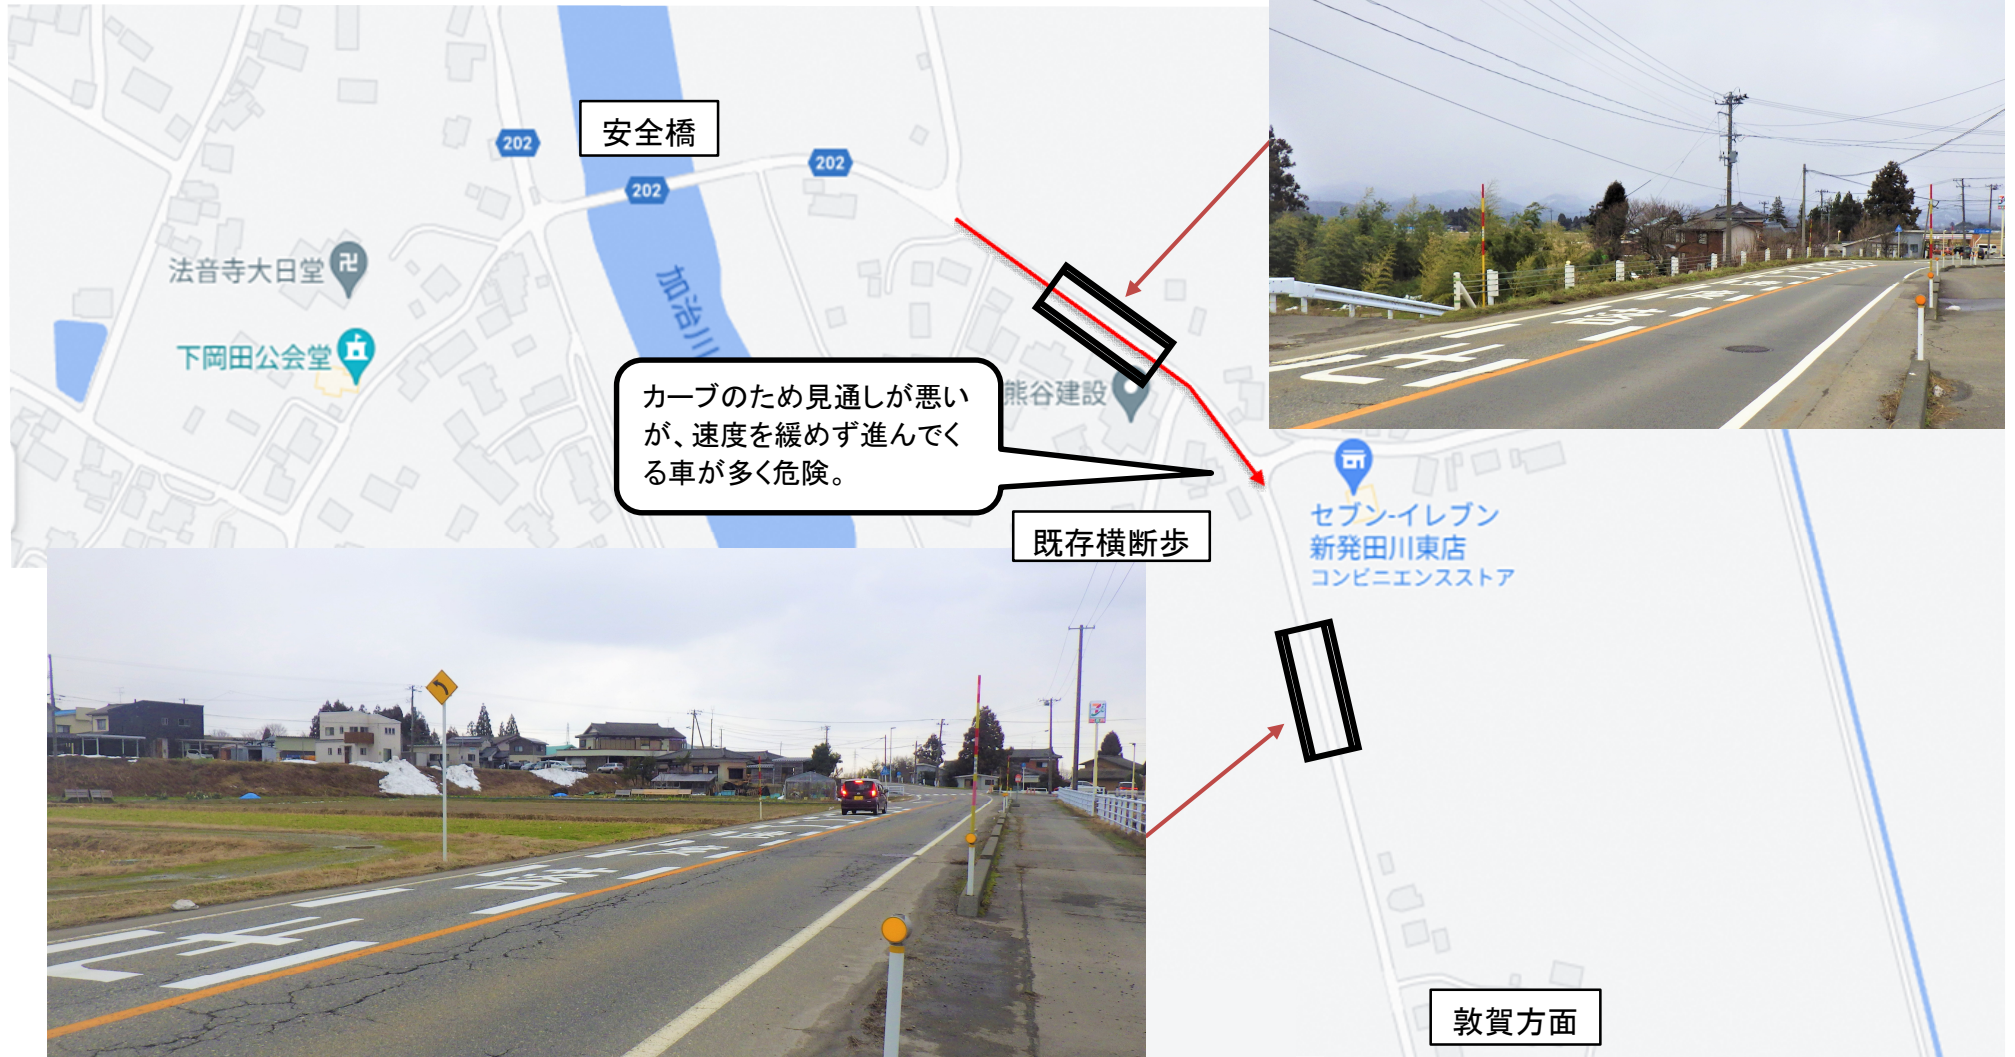 安全橋
202
202
202
法音寺大日堂
下岡田公会堂
加治川
カーブのため見通しが悪い
が、速度を緩めず進んでく
る車が多く危険。
熊谷建設
既存横断歩
セブン-イレブン
新発田川東店
コンビニエンスストア
敦賀方面